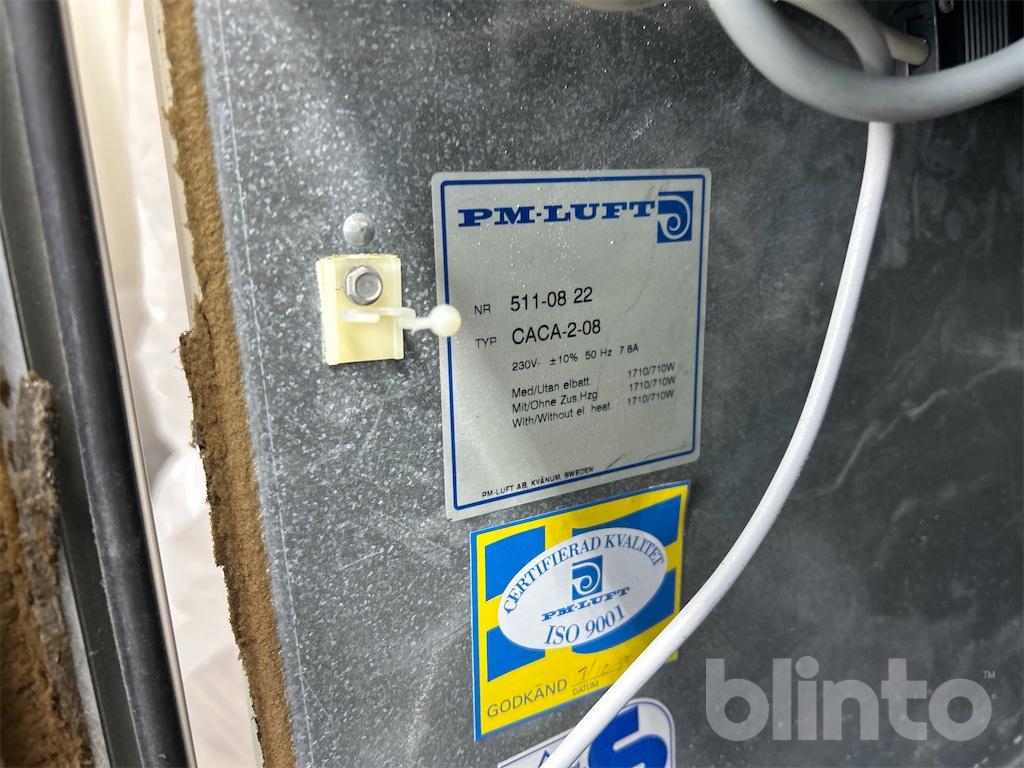 PM-LUFT
NR 511-08 22
TYP CACA-2-08
230V- ±10% 50 Hz 7 8A
Med/Utan elbatt. 1710/710W
Mit/Ohne Zus.Hzg 1710/710W
With/Without el heat 1710/710W
PM-LUFT AB, KVÄNUM, SWEDEN
CERTIFIERAD KVALITET
PM-LUFT
ISO 9001
GODKÄND
DATUM
S
blinto™